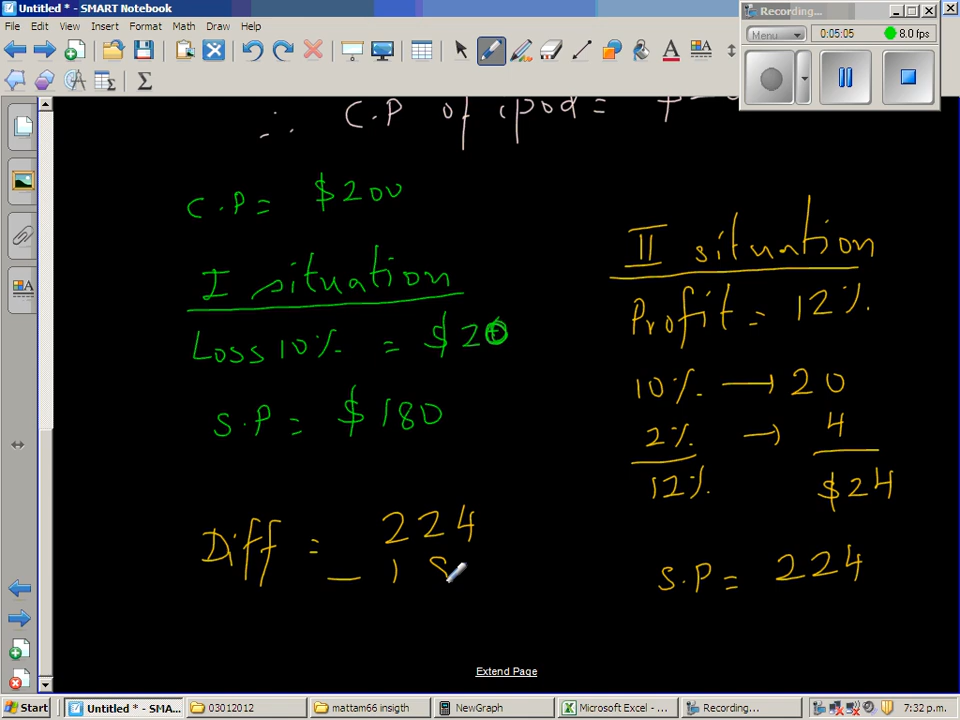 Untitled * - SMART Notebook
File Edit View Insert Format Math Draw Help
Recording...
Menu
0:05:05
8.0 fps
∴ C.P of ipod =
C.P = $200
I situation
Loss 10% = $20
S.P = $180
II situation
Profit = 12%
10% → 20
2% → 4
12% $24
S.P = 224
Diff = 224
- 18
Extend Page
Start
Untitled * - SMA...
03012012
mattam66 insigth
NewGraph
Microsoft Excel - ...
Recording...
7:32 p.m.